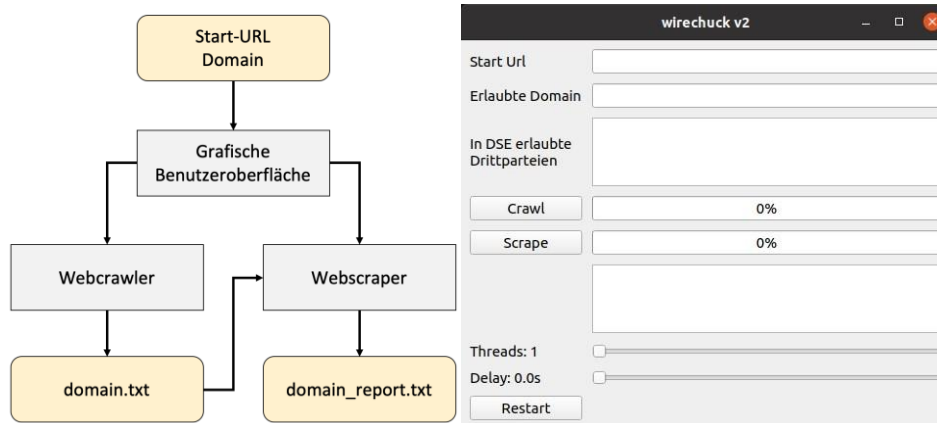 Start-URL
Domain
Grafische
Benutzeroberfläche
Webcrawler
Webscraper
domain.txt
domain_report.txt
wirechuck v2
Start Url
Erlaubte Domain
In DSE erlaubte
Drittparteien
Crawl
0%
Scrape
0%
Threads: 1
Delay: 0.0s
Restart